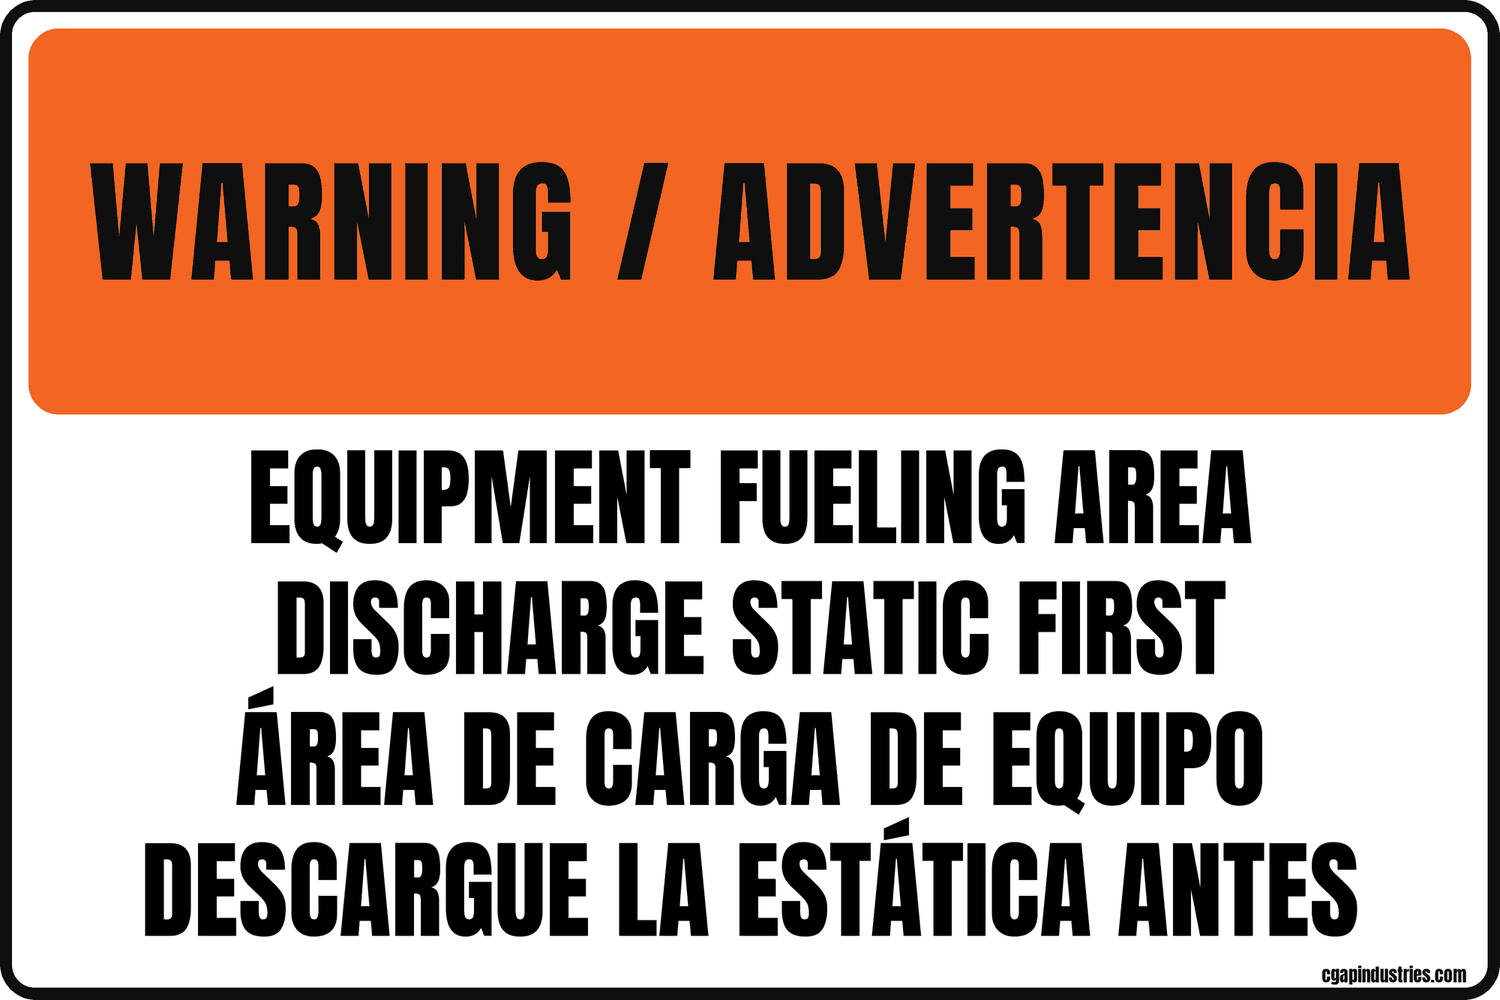 WARNING / ADVERTENCIA
EQUIPMENT FUELING AREA
DISCHARGE STATIC FIRST
ÁREA DE CARGA DE EQUIPO
DESCARGUE LA ESTÁTICA ANTES
cgapindustries.com